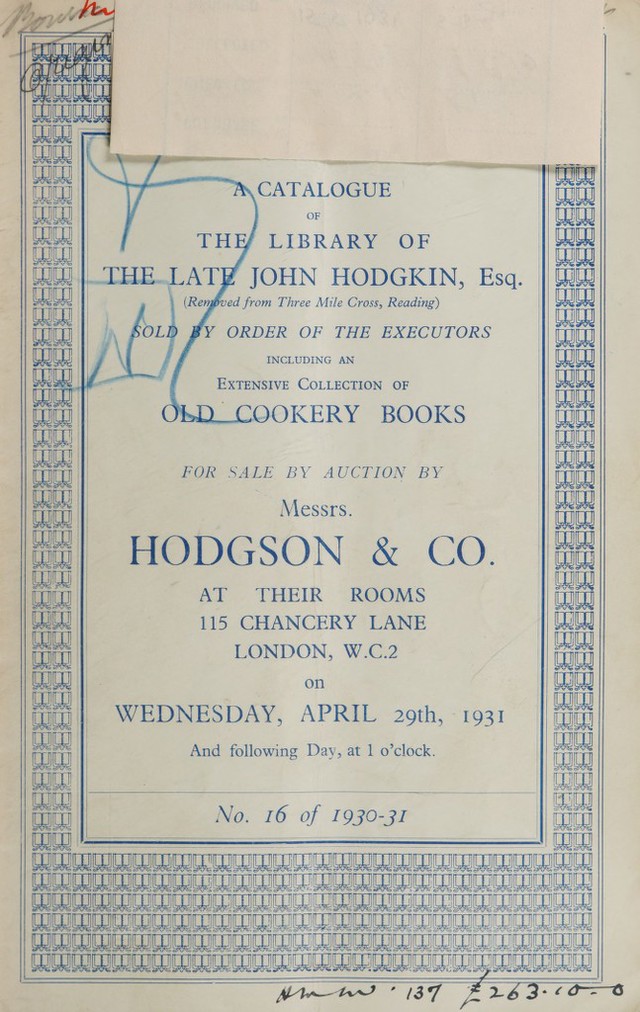 A CATALOGUE
OF
THE LIBRARY OF
THE LATE JOHN HODGKIN, Esq.
(Removed from Three Mile Cross, Reading)
SOLD BY ORDER OF THE EXECUTORS
INCLUDING AN
EXTENSIVE COLLECTION OF
OLD COOKERY BOOKS
FOR SALE BY AUCTION BY
Messrs.
HODGSON & CO.
AT THEIR ROOMS
115 CHANCERY LANE
LONDON, W.C.2
on
WEDNESDAY, APRIL 29th, 1931
And following Day, at 1 o'clock.
No. 16 of 1930-31
137 £263-10-0